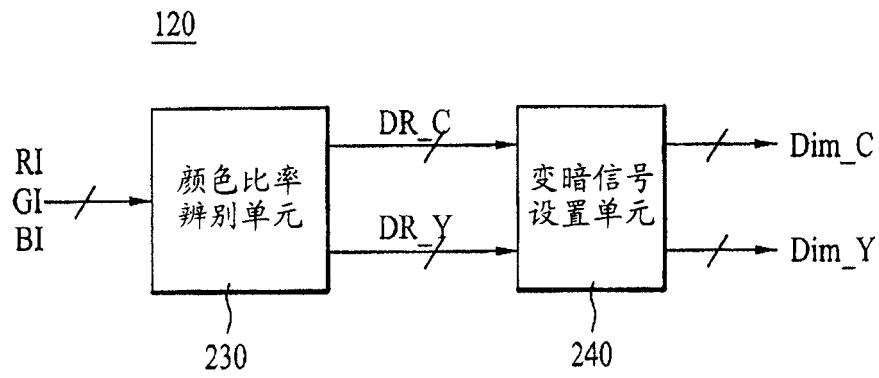 120
RI
GI
BI
颜色比率
辨别单元
DR_C
DR_Y
变暗信号
设置单元
Dim_C
Dim_Y
230
240